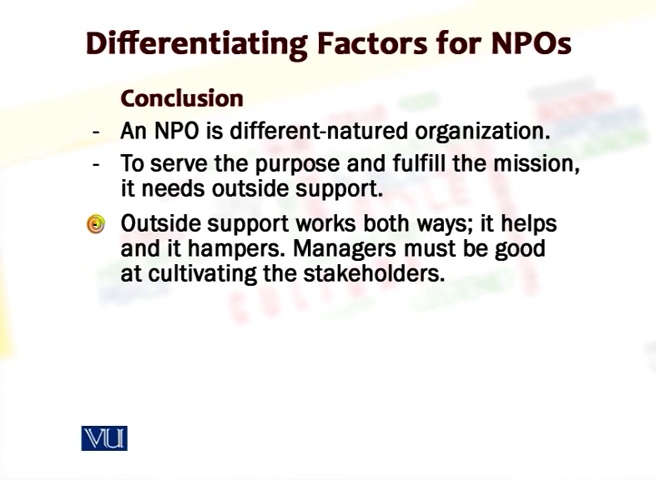 Differentiating Factors for NPOs
Conclusion
- An NPO is different-natured organization.
- To serve the purpose and fulfill the mission,
it needs outside support.
Outside support works both ways; it helps
and it hampers. Managers must be good
at cultivating the stakeholders.
VU